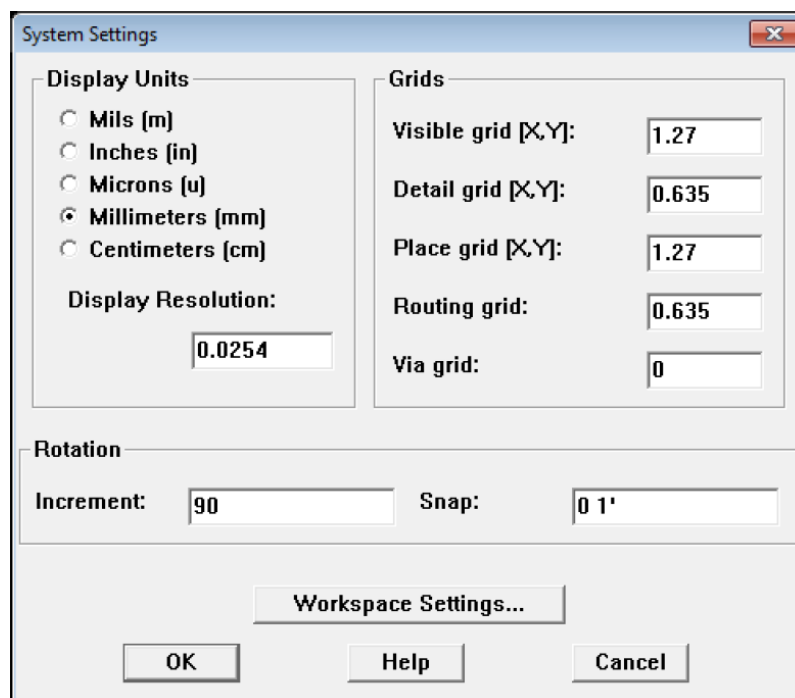 System Settings
Display Units
Mils (m)
Inches (in)
Microns (u)
Millimeters (mm)
Centimeters (cm)
Display Resolution:
0.0254
Grids
Visible grid [X,Y]: 1.27
Detail grid [X,Y]: 0.635
Place grid [X,Y]: 1.27
Routing grid: 0.635
Via grid: 0
Rotation
Increment: 90 Snap: 0 1'
Workspace Settings...
OK Help Cancel